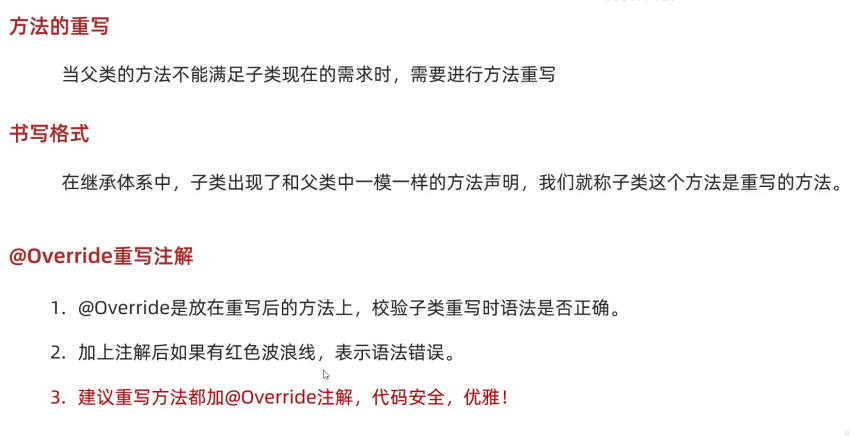 方法的重写
当父类的方法不能满足子类现在的需求时，需要进行方法重写
书写格式
在继承体系中，子类出现了和父类中一模一样的方法声明，我们就称子类这个方法是重写的方法。
@Override重写注解
1. @Override是放在重写后的方法上，校验子类重写时语法是否正确。
2. 加上注解后如果有红色波浪线，表示语法错误。
3. 建议重写方法都加@Override注解，代码安全，优雅！